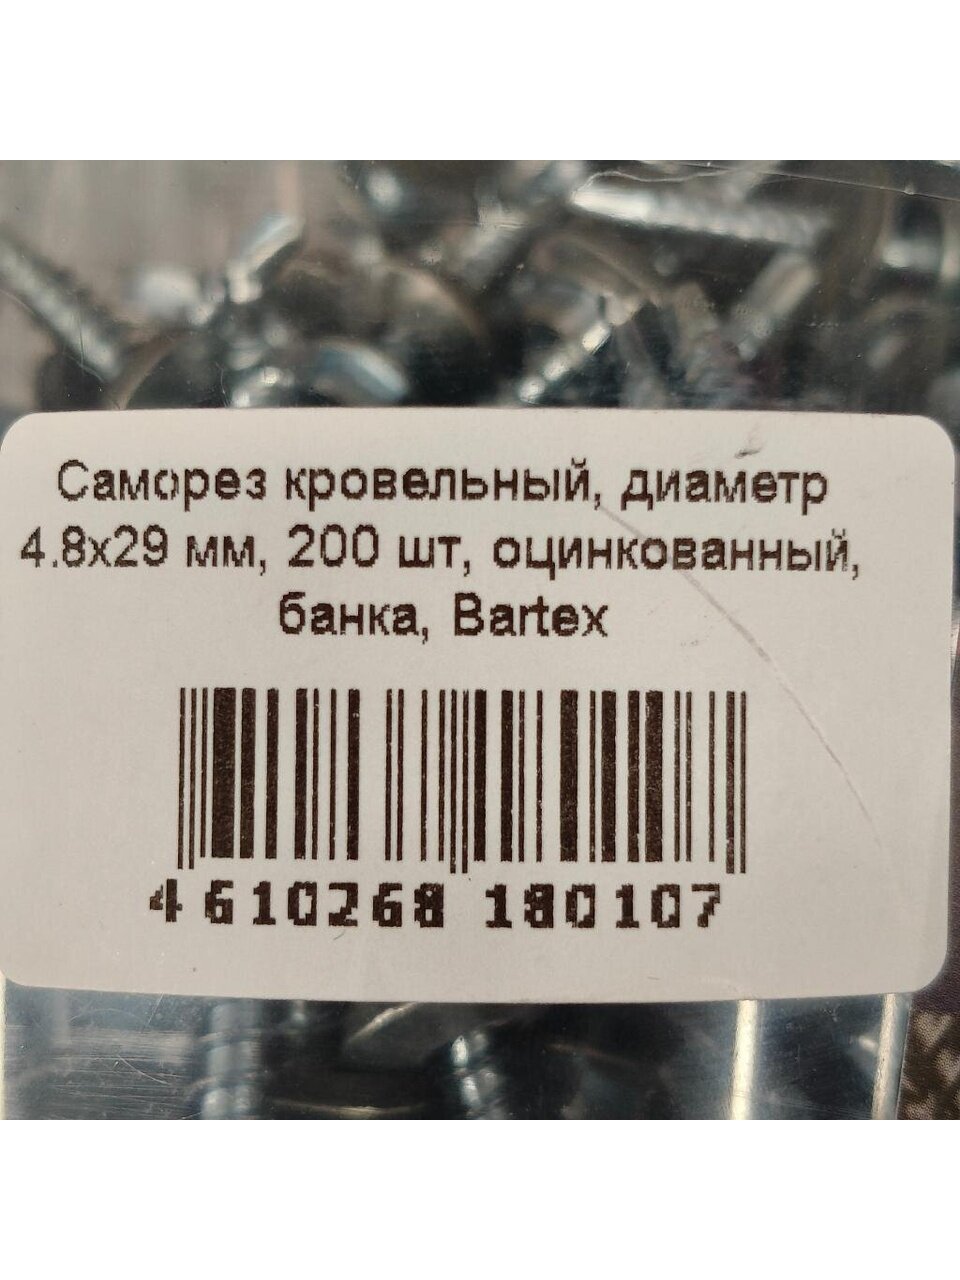 Саморез кровельный, диаметр
4.8x29 мм, 200 шт, оцинкованный,
банка, Bartex
4 610268 180107